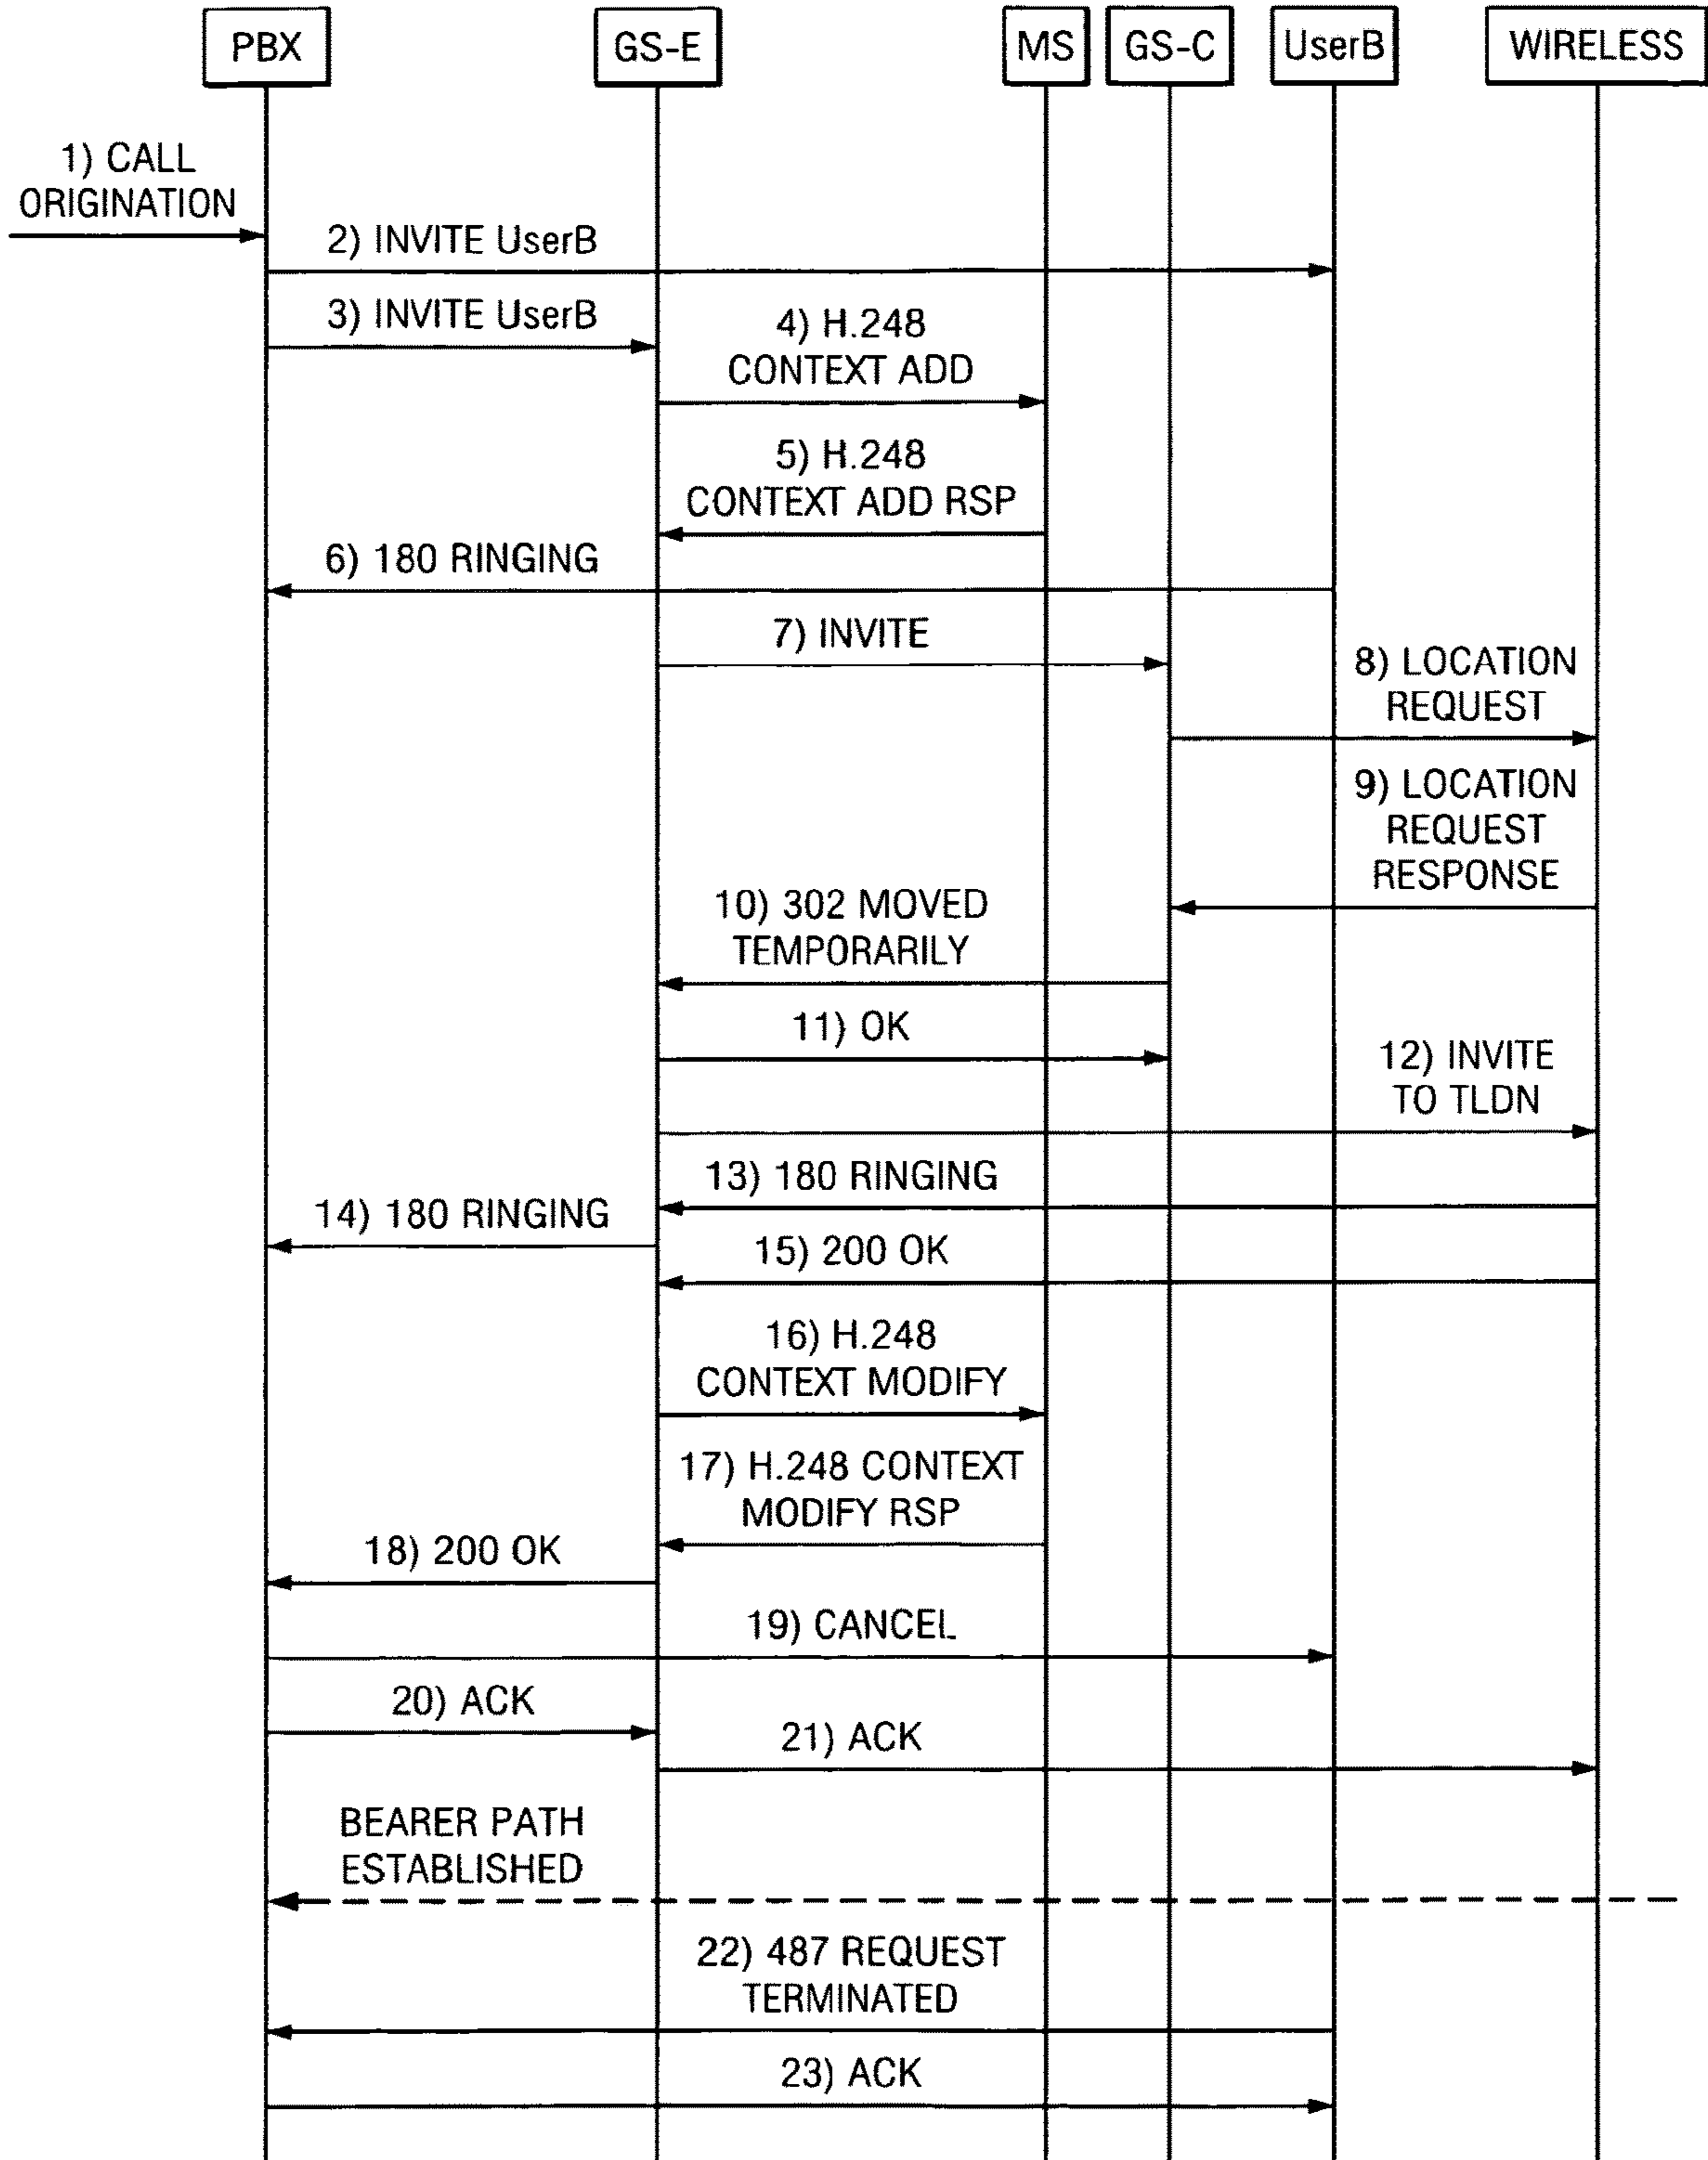 PBX
GS-E
MS
GS-C
UserB
WIRELESS
1) CALL
ORIGINATION
2) INVITE UserB
3) INVITE UserB
4) H.248
CONTEXT ADD
5) H.248
CONTEXT ADD RSP
6) 180 RINGING
7) INVITE
8) LOCATION
REQUEST
9) LOCATION
REQUEST
RESPONSE
10) 302 MOVED
TEMPORARILY
11) OK
12) INVITE
TO TLDN
13) 180 RINGING
14) 180 RINGING
15) 200 OK
16) H.248
CONTEXT MODIFY
17) H.248 CONTEXT
MODIFY RSP
18) 200 OK
19) CANCEL
20) ACK
21) ACK
BEARER PATH
ESTABLISHED
22) 487 REQUEST
TERMINATED
23) ACK